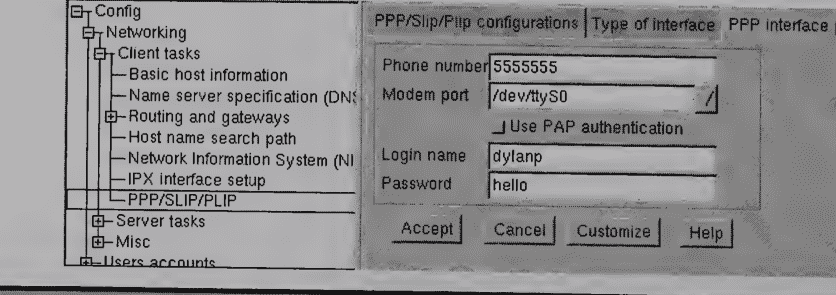 Config
Networking
Client tasks
Basic host information
Name server specification (DNS
Routing and gateways
Host name search path
Network Information System (NI
IPX interface setup
PPP/SLIP/PLIP
Server tasks
Misc
Users accounts
PPP/Slip/Plip configurations Type of interface PPP interface
Phone number 5555555
Modem port /dev/ttyS0
Use PAP authentication
Login name dylanp
Password hello
Accept Cancel Customize Help